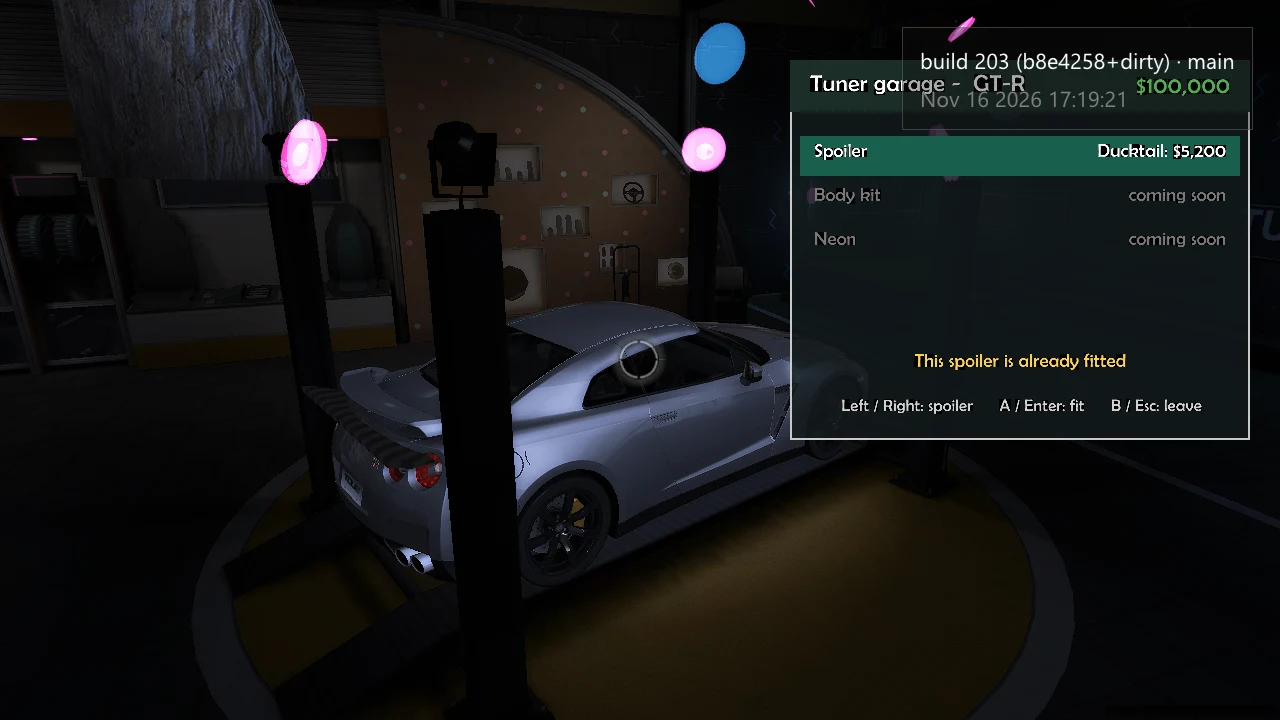 build 203 (b8e4258+dirty) · main
Tuner garage - GT-R
$100,000
Nov 16 2026 17:19:21
Spoiler Ducktail: $5,200
Body kit coming soon
Neon coming soon
This spoiler is already fitted
Left / Right: spoiler A / Enter: fit B / Esc: leave